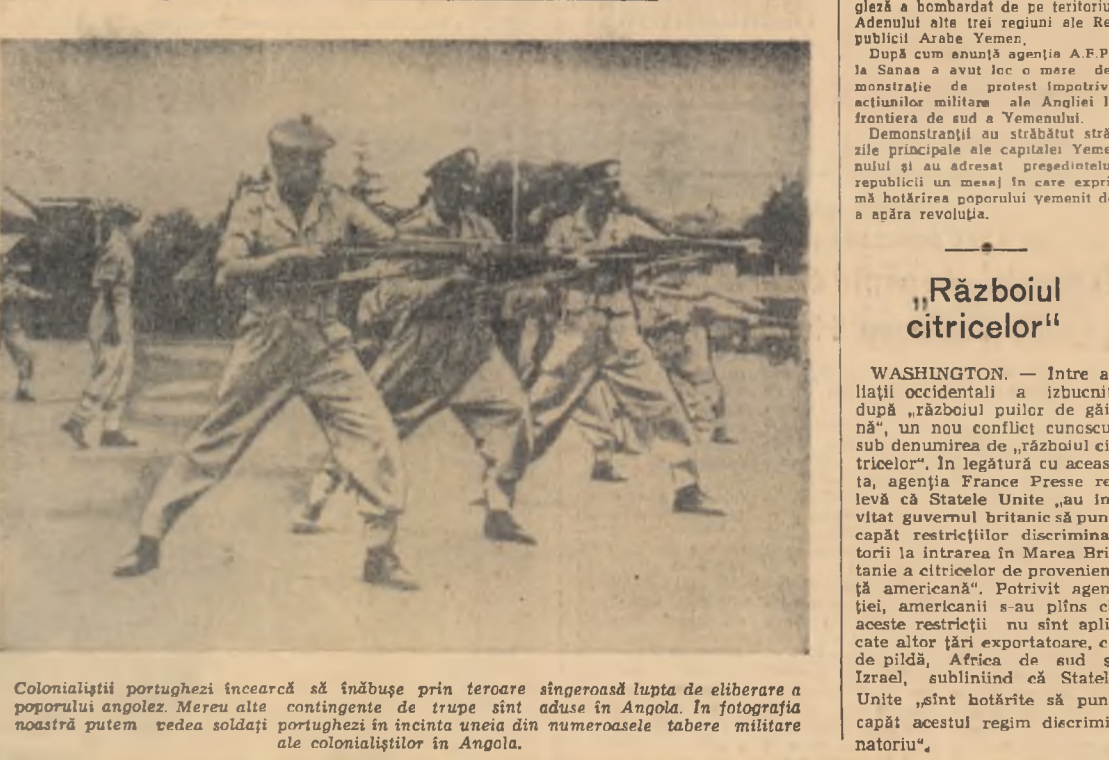 Colonialiștii portughezi încearcă să înăbușe prin teroare sîngeroasă lupta de eliberare a
poporului angolez. Mereu alte contingente de trupe sînt aduse în Angola. In fotografia
noastră putem vedea soldați portughezi în incinta uneia din numeroasele tabere militare
ale colonialiștilor în Angola.
gleză a bombardat de pe teritoriu
Adenului alte trei regiuni ale Re
publicii Arabe Yemen.
După cum anunță agenția A.F.P
la Sanaa a avut loc o mare de
monstrație de protest împotriv
acțiunilor militare ale Angliei l
frontiera de sud a Yemenului.
Demonstranții au străbătut stră
zile principale ale capitalei Yeme
nului și au adresat președintelu
republicii un mesaj în care expri
mă hotărîrea poporului yemenit d
a apăra revoluția.
„Războiul
citricelor“
WASHINGTON. — Intre a
liații occidentali a izbucni
după „războiul puilor de găi
nă“, un nou conflict cunoscu
sub denumirea de „războiul ci
tricelor“. În legătură cu aceas
ta, agenția France Presse re
levă că Statele Unite „au in
vitat guvernul britanic să pun
capăt restricțiilor discrimina
torii la intrarea în Marea Bri
tanie a citricelor de provenien
ță americană“. Potrivit agen
ției, americanii s-au plîns c
aceste restricții nu sînt apli
cate altor țări exportatoare, c
de pildă, Africa de sud ș
Izrael, subliniind că Statel
Unite „sînt hotărîte să pun
capăt acestui regim discrimi
natoriu“.